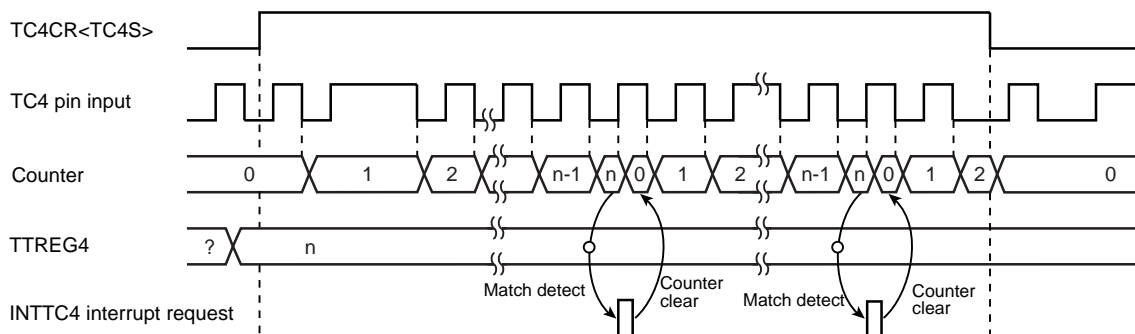 TC4CR<TC4S>
TC4 pin input
Counter
0 1 2 n-1 n 0 1 2 n-1 n 0 1 2 0
TTREG4
? n
Match detect
Counter
clear
Match detect
Counter
clear
INTTC4 interrupt request